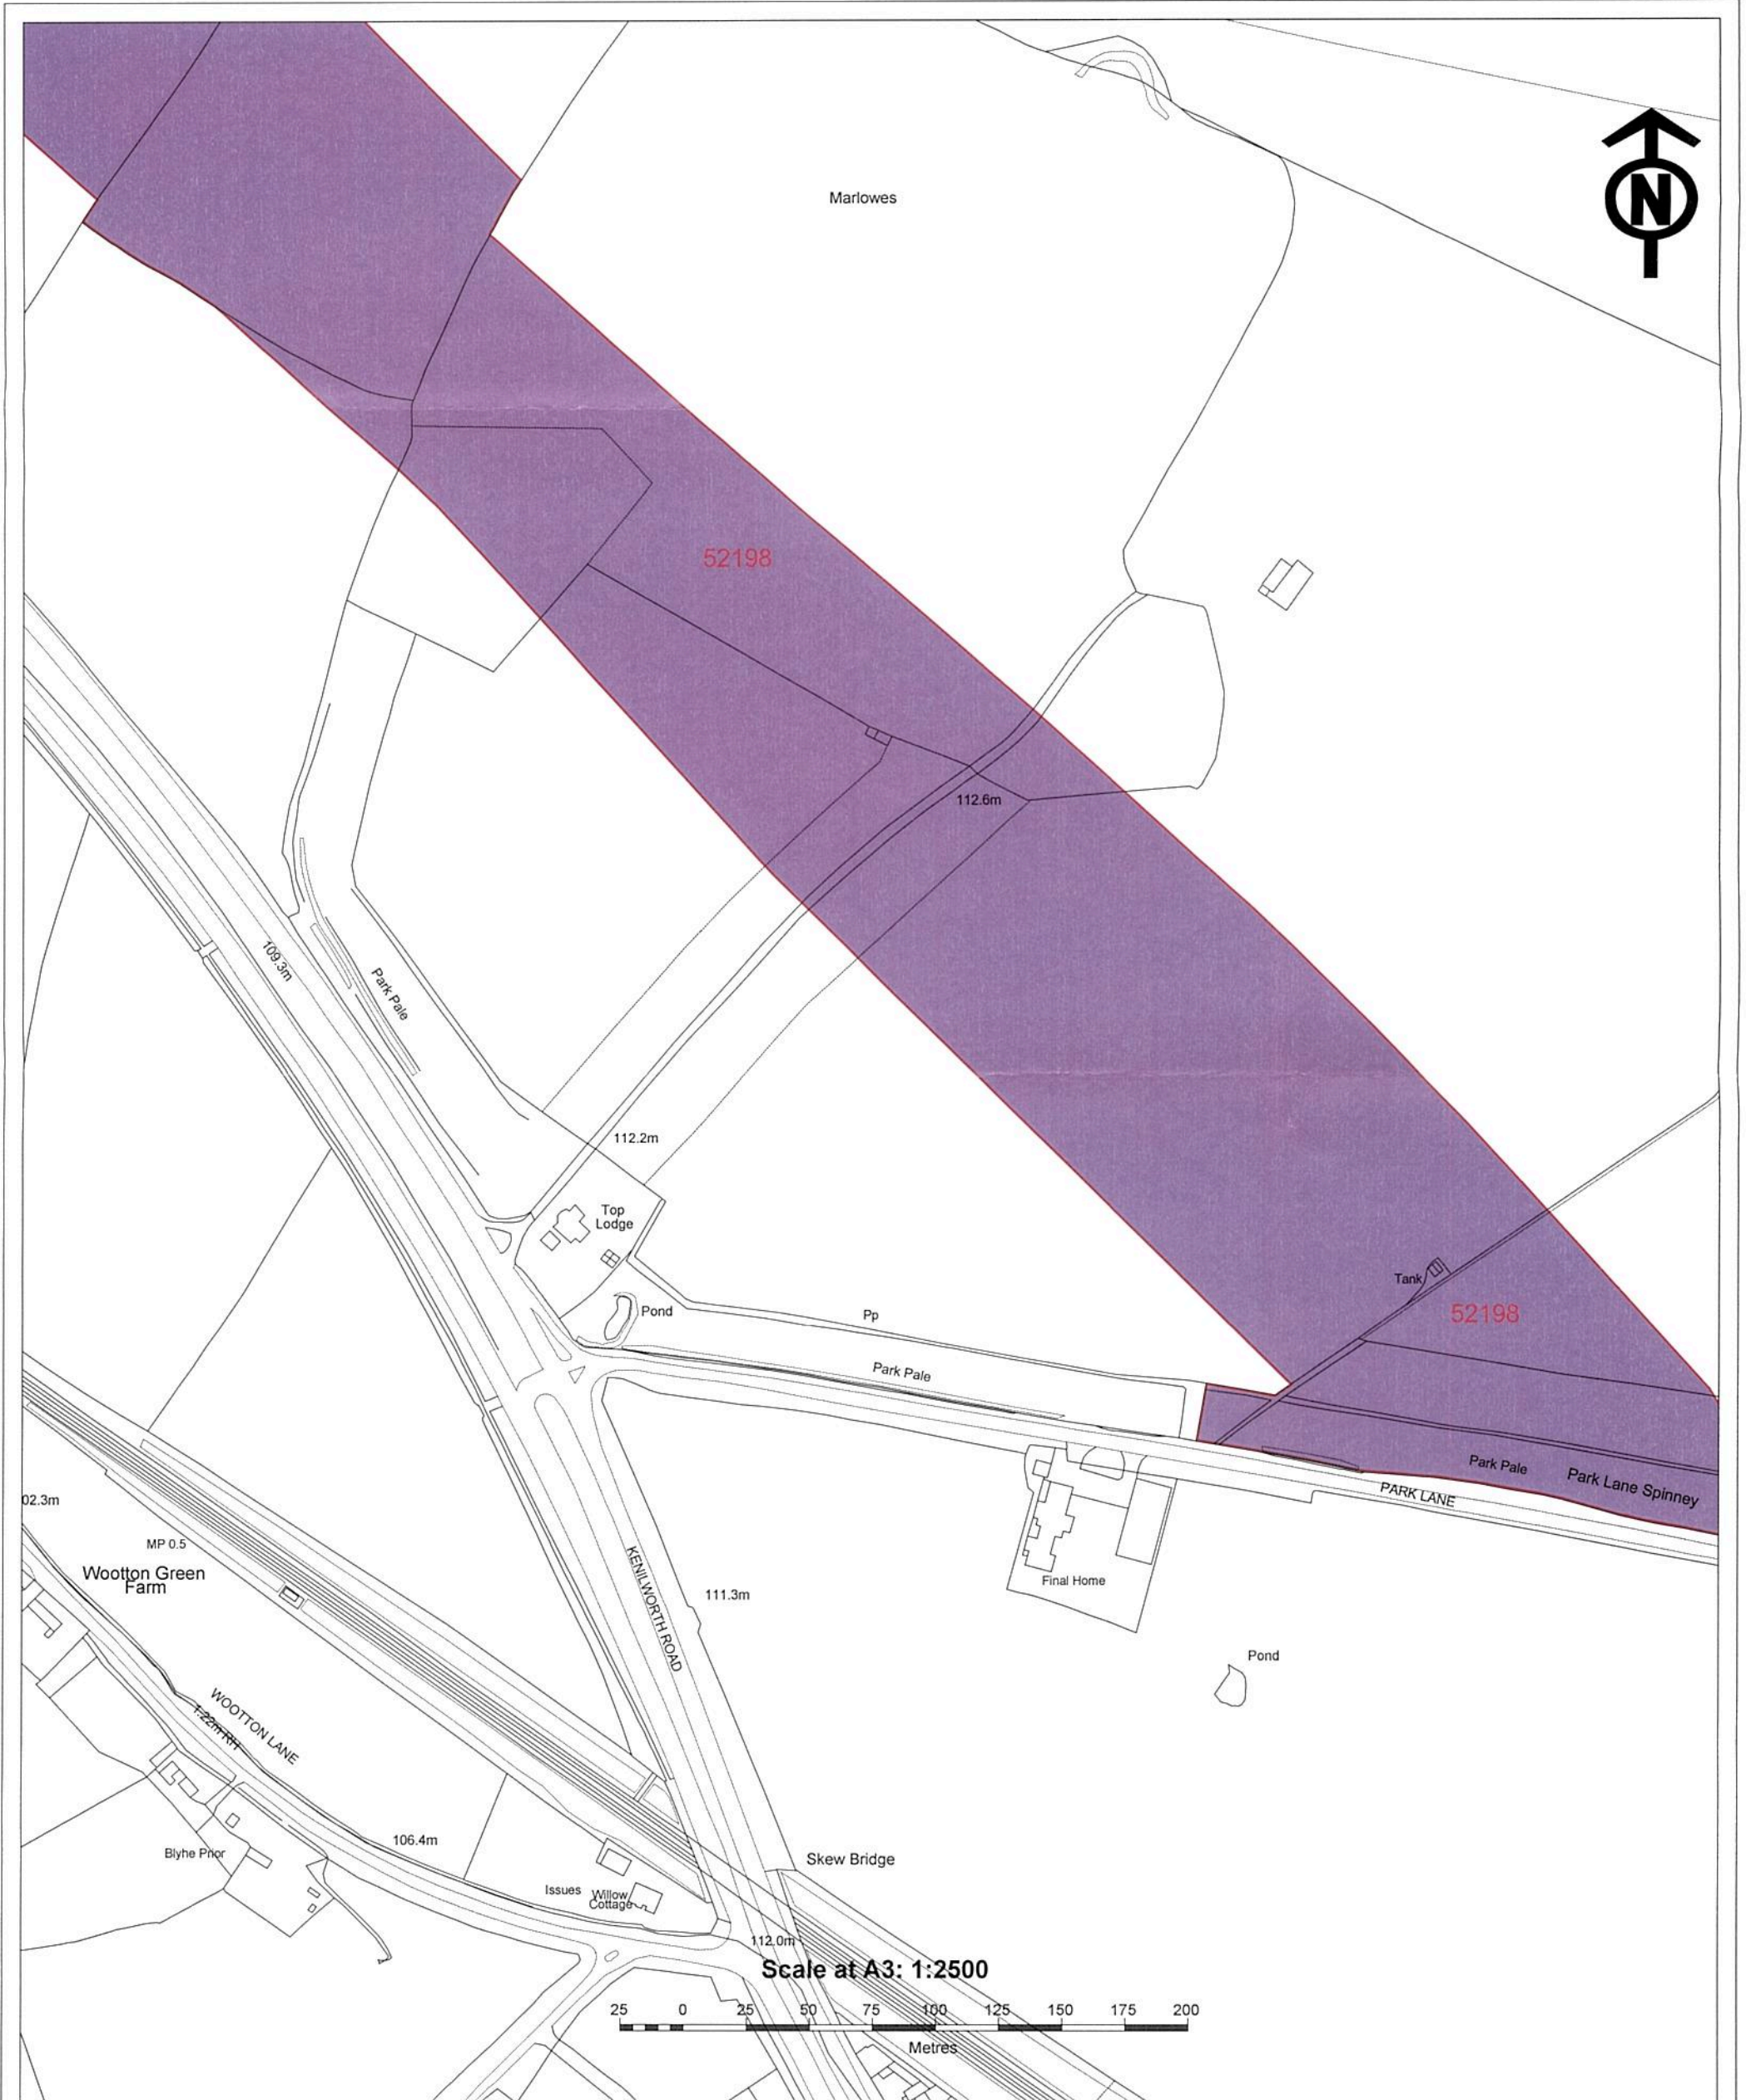 Marlowes
N
52198
112.6m
109.3m
Park Pale
112.2m
Top
Lodge
Pond
Pp
Park Pale
Tank
52198
Park Pale
Park Lane Spinney
PARK LANE
Final Home
02.3m
MP 0.5
Wootton Green
Farm
KENILWORTH ROAD
111.3m
Pond
WOOTTON LANE
1.22m RH
106.4m
Blyhe Prior
Skew Bridge
Issues
Willow
Cottage
112.0m
Scale at A3: 1:2500
25 0 25 50 75 100 125 150 175 200
Metres